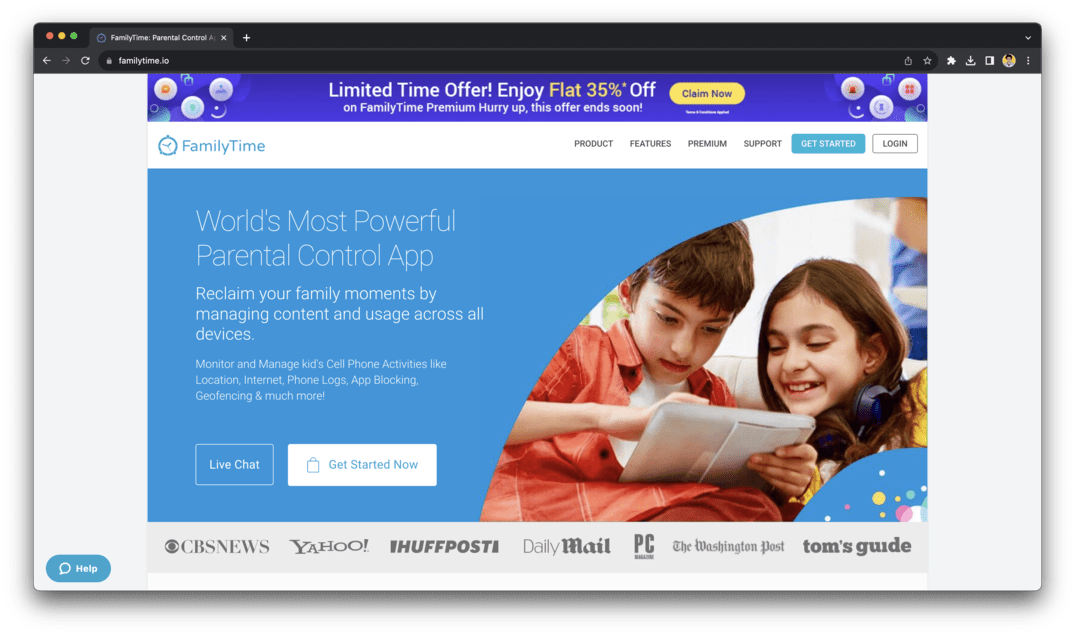 FamilyTime: Parental Control Ap
familytime.io
Limited Time Offer! Enjoy Flat 35%* Off
on FamilyTime Premium Hurry up, this offer ends soon!
Claim Now
Terms & Conditions Applied
FamilyTime
PRODUCT
FEATURES
PREMIUM
SUPPORT
GET STARTED
LOGIN
World's Most Powerful
Parental Control App
Reclaim your family moments by
managing content and usage across all
devices.
Monitor and Manage kid's Cell Phone Activities like
Location, Internet, Phone Logs, App Blocking,
Geofencing & much more!
Live Chat
Get Started Now
CBSNEWS
YAHOO!
HUFFPOST
Daily Mail
PC
MAGAZINE
The Washington Post
tom's guide
Help